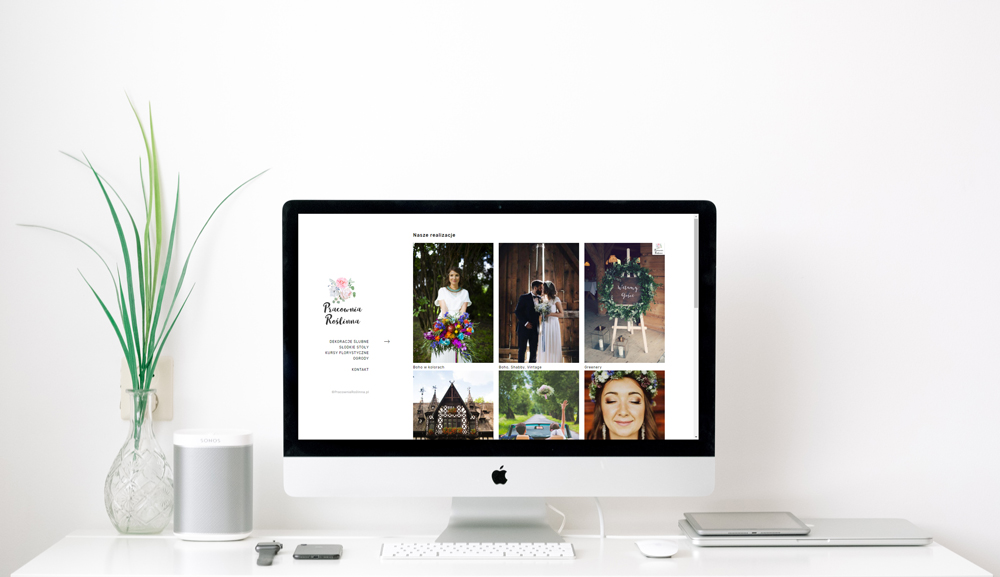 SONOS
Nasze realizacje
Pracownia
Roślinna
DEKORACJE ŚLUBNE
SŁODKIE STOŁY
KURSY FLORYSTYCZNE
OGRODY
KONTAKT
Witamy
Gości
Boho w kolorach
Boho, Shabby, Vintage
Greenery